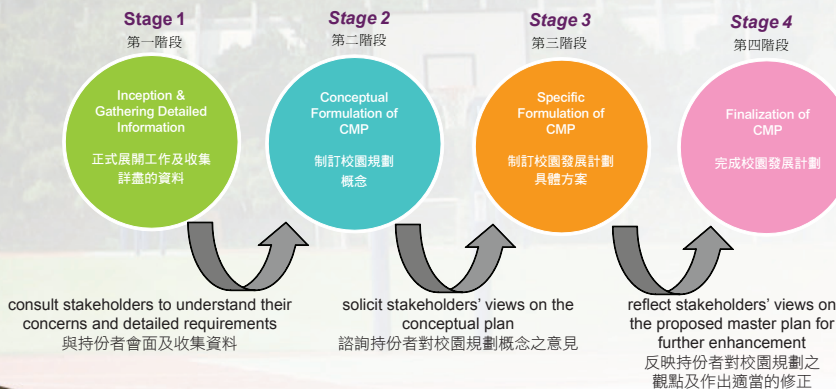 Stage 1
第一階段
Inception &
Gathering Detailed
Information
正式展開工作及收集
詳盡的資料
Stage 2
第二階段
Conceptual
Formulation of
CMP
制訂校園規劃
概念
Stage 3
第三階段
Specific
Formulation of
CMP
制訂校園發展計劃
具體方案
Stage 4
第四階段
Finalization of
CMP
完成校園發展計劃
consult stakeholders to understand their
concerns and detailed requirements
與持份者會面及收集資料
solicit stakeholders' views on the
conceptual plan
諮詢持份者對校園規劃概念之意見
reflect stakeholders' views on
the proposed master plan for
further enhancement
反映持份者對校園規劃之
觀點及作出適當的修正